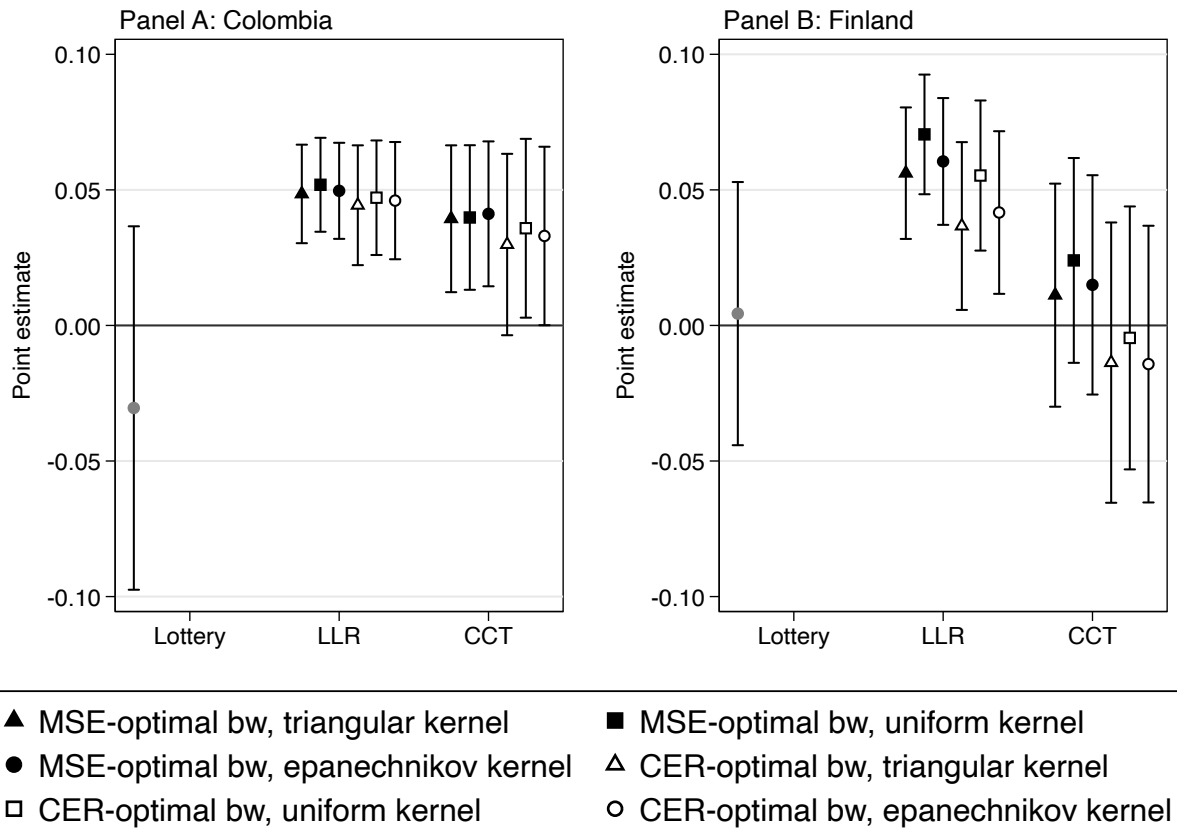 Panel A: Colombia
Panel B: Finland
Point estimate
0.10
0.05
0.00
-0.05
-0.10
Lottery LLR CCT
Point estimate
0.10
0.05
0.00
-0.05
-0.10
Lottery LLR CCT
MSE-optimal bw, triangular kernel
MSE-optimal bw, uniform kernel
MSE-optimal bw, epanechnikov kernel
CER-optimal bw, triangular kernel
CER-optimal bw, uniform kernel
CER-optimal bw, epanechnikov kernel